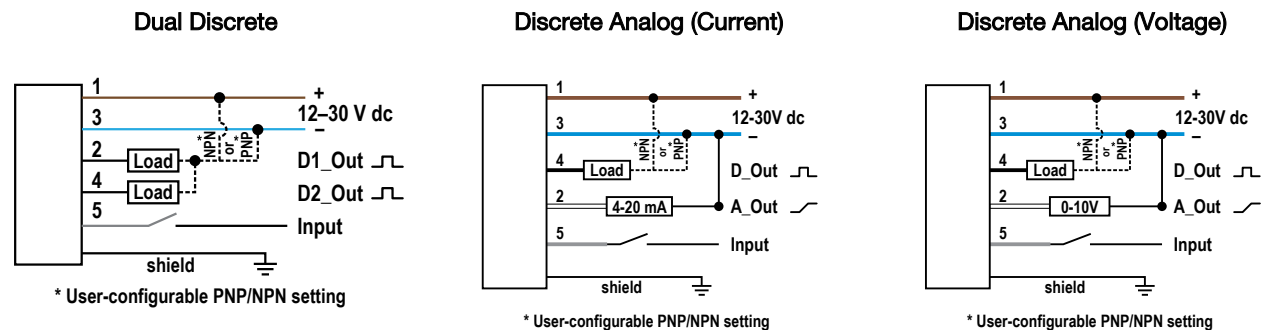 Dual Discrete
1
+
12–30 V dc
3
–
*NPN
or
*PNP
2
Load
D1_Out
4
Load
D2_Out
5
Input
shield
* User-configurable PNP/NPN setting
Discrete Analog (Current)
1
+
12-30V dc
3
–
*NPN
or
*PNP
4
Load
D_Out
2
4-20 mA
A_Out
5
Input
shield
* User-configurable PNP/NPN setting
Discrete Analog (Voltage)
1
+
12-30V dc
3
–
*NPN
or
*PNP
4
Load
D_Out
2
0-10V
A_Out
5
Input
shield
* User-configurable PNP/NPN setting